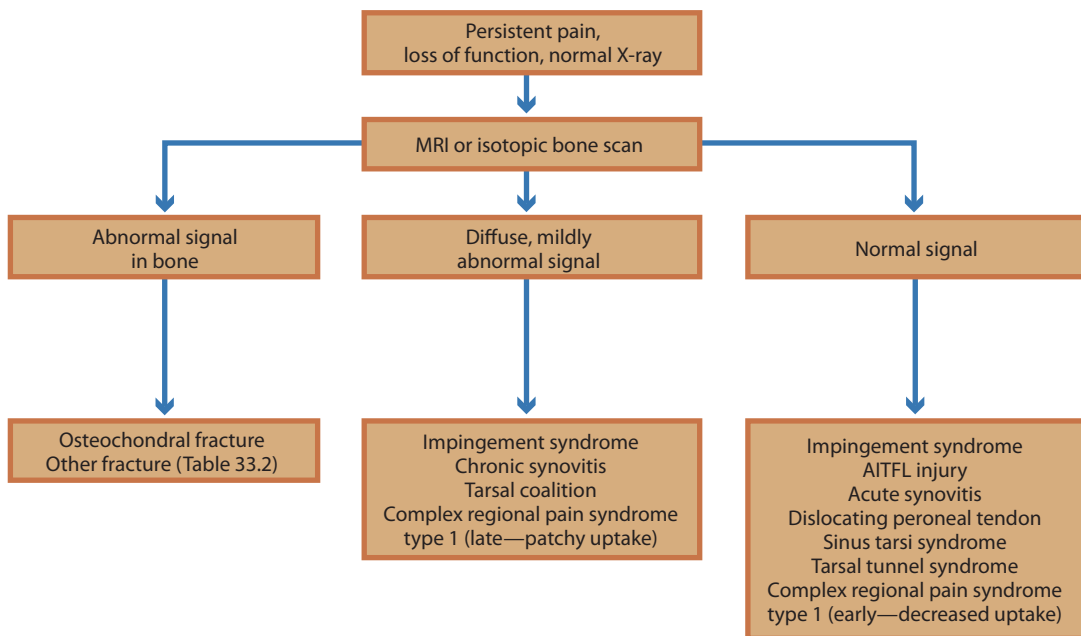 Persistent pain,
loss of function, normal X-ray
MRI or isotopic bone scan
Abnormal signal
in bone
Diffuse, mildly
abnormal signal
Normal signal
Osteochondral fracture
Other fracture (Table 33.2)
Impingement syndrome
Chronic synovitis
Tarsal coalition
Complex regional pain syndrome
type 1 (late—patchy uptake)
Impingement syndrome
AITFL injury
Acute synovitis
Dislocating peroneal tendon
Sinus tarsi syndrome
Tarsal tunnel syndrome
Complex regional pain syndrome
type 1 (early—decreased uptake)